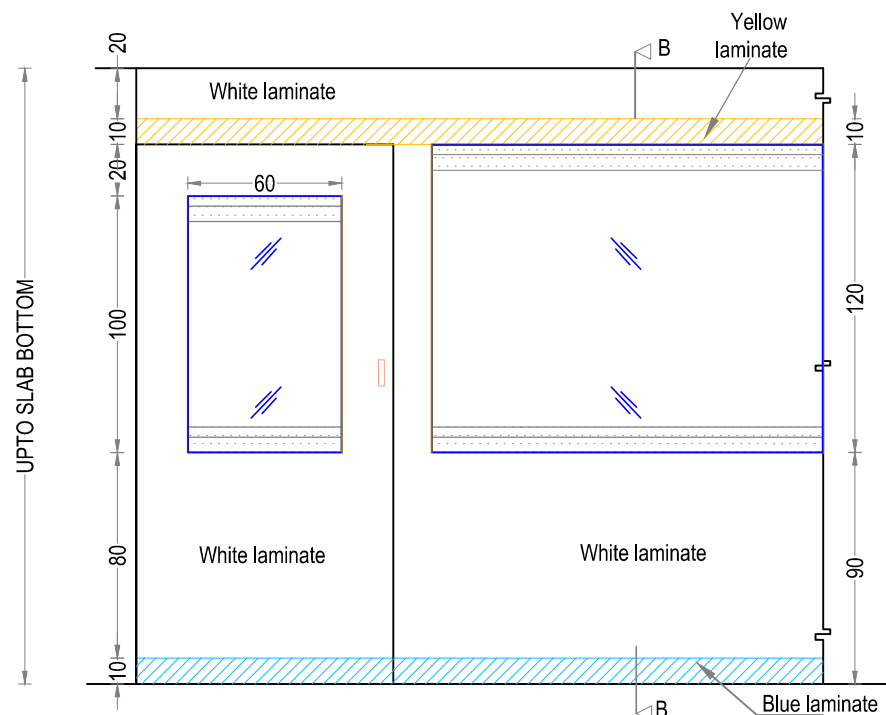 Yellow
laminate
B
20
White laminate
10
10
20
60
UPTO SLAB BOTTOM
100
120
White laminate
White laminate
80
90
10
B
Blue laminate